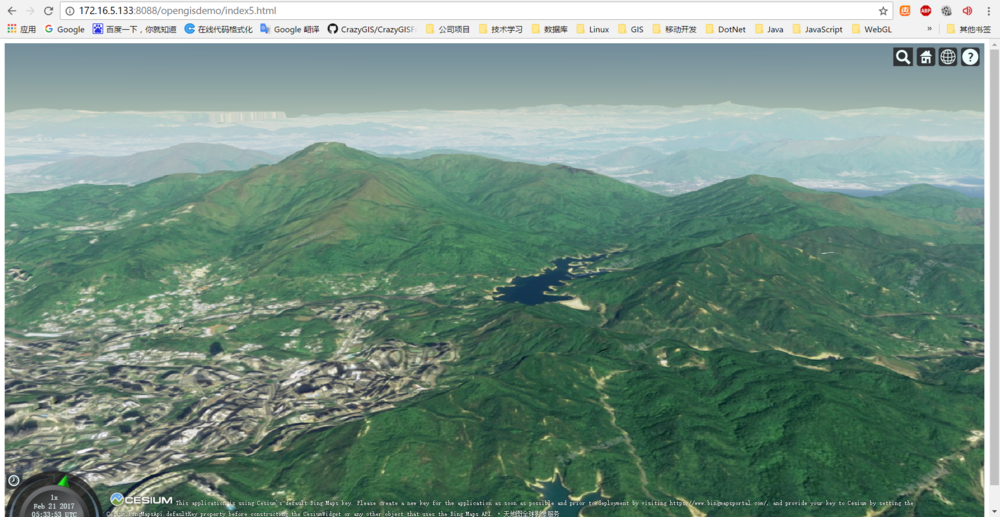 172.16.5.133:8088/opengisdemo/index5.html
应用 Google 百度一下，你就知道 在线代码格式化 Google 翻译 CrazyGIS/CrazyGISF 公司项目 技术学习 数据库 Linux GIS 移动开发 DotNet Java JavaScript WebGL » 其他书签
1x
Feb 21 2017
05:33:53 UTC
CESIUM This application is using Cesium's default Bing Maps key. Please create a new key for the application as soon as possible and prior to deployment by visiting https://www.bingmapsportal.com/, and provide your key to Cesium by setting the
defaultKey property before constructing the CesiumWidget or any other object that uses the Bing Maps API. • 天地图全球影像服务